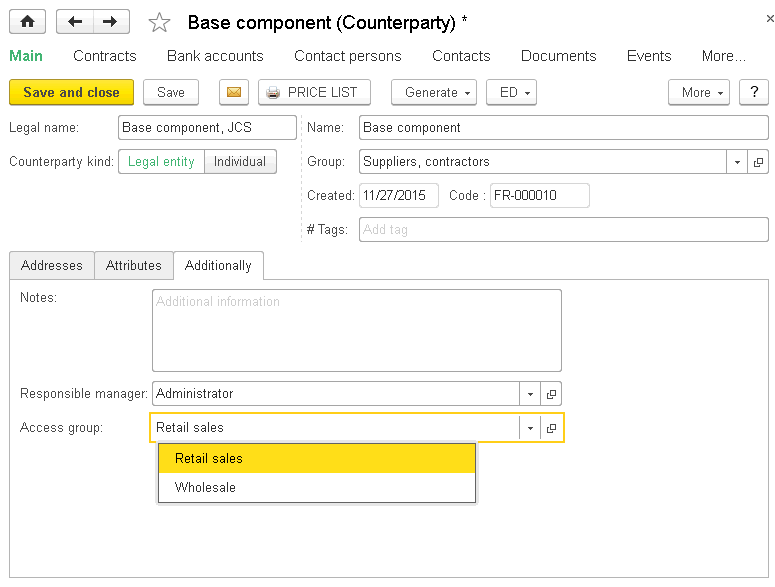 Base component (Counterparty) *
Main Contracts Bank accounts Contact persons Contacts Documents Events More...
Save and close Save PRICE LIST Generate ED More ?
Legal name: Base component, JCS Name: Base component
Counterparty kind: Legal entity Individual Group: Suppliers, contractors
Created: 11/27/2015 Code : FR-000010
# Tags: Add tag
Addresses Attributes Additionally
Notes: Additional information
Responsible manager: Administrator
Access group: Retail sales
Retail sales
Wholesale